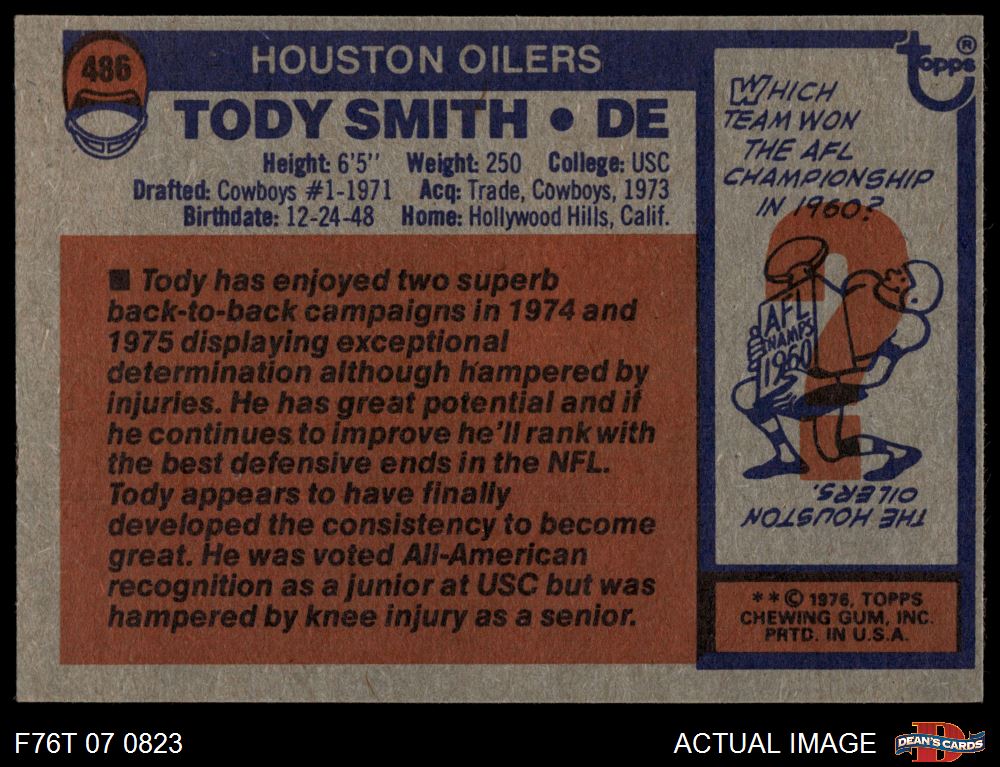 486
HOUSTON OILERS
TODY SMITH • DE
Height: 6'5'' Weight: 250 College: USC
Drafted: Cowboys #1-1971 Acq: Trade, Cowboys, 1973
Birthdate: 12-24-48 Home: Hollywood Hills, Calif.
■ Tody has enjoyed two superb
back-to-back campaigns in 1974 and
1975 displaying exceptional
determination although hampered by
injuries. He has great potential and if
he continues to improve he'll rank with
the best defensive ends in the NFL.
Tody appears to have finally
developed the consistency to become
great. He was voted All-American
recognition as a junior at USC but was
hampered by knee injury as a senior.
topps ®
WHICH
TEAM WON
THE AFL
CHAMPIONSHIP
IN 1960?
?
AFL
CHAMPS
1960
THE HOUSTON
OILERS.
* * © 1976, TOPPS
CHEWING GUM, INC.
PRTD. IN U.S.A.
F76T 07 0823
ACTUAL IMAGE
D
DEAN'S CARDS